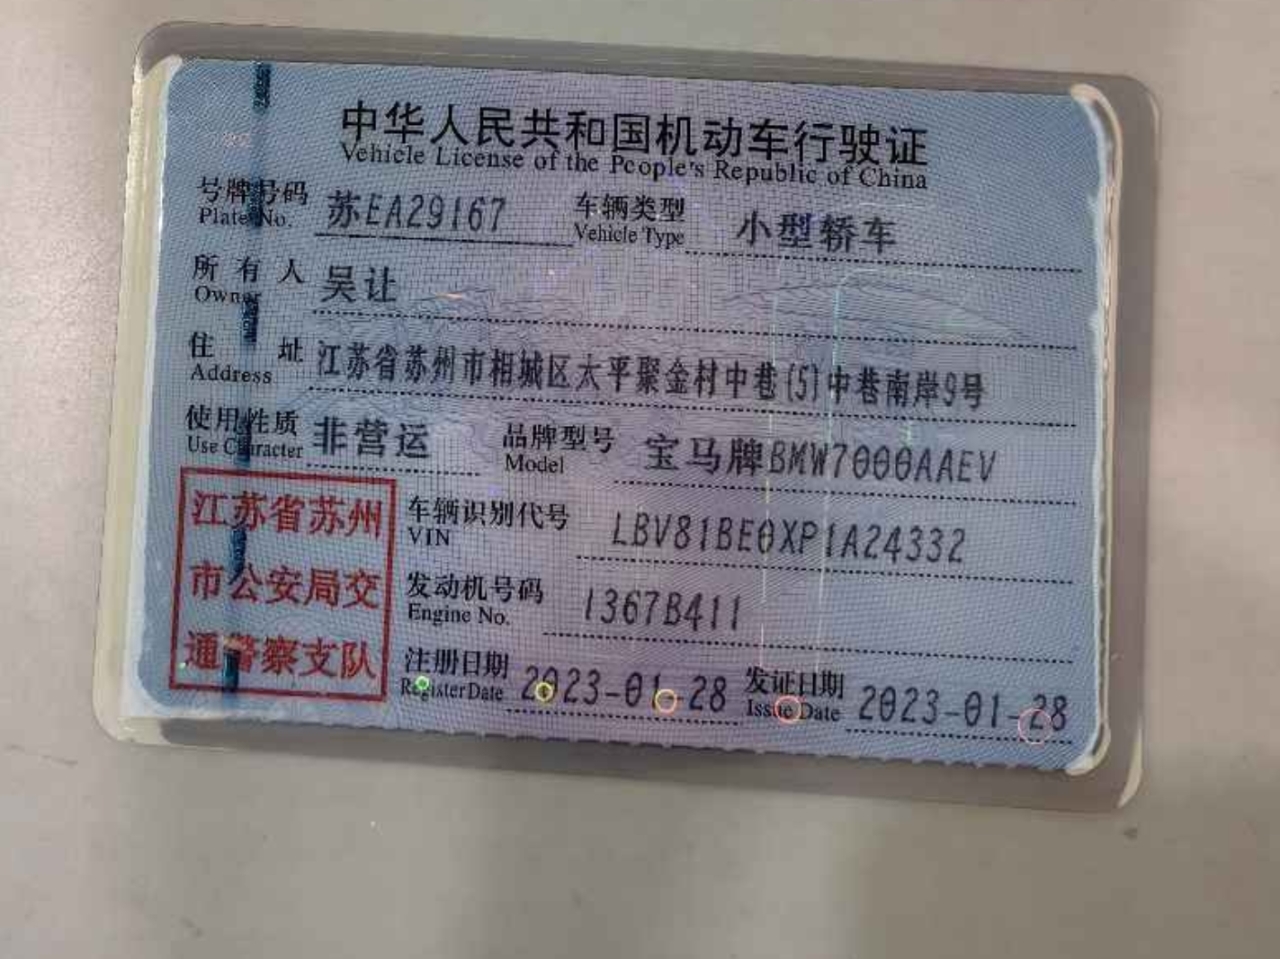 中华人民共和国机动车行驶证
Vehicle License of the People's Republic of China
号牌号码 苏EA29167 车辆类型 小型轿车
Plate No. Vehicle Type
所有人 吴让
Owner
住址 江苏省苏州市相城区太平聚金村中巷(5)中巷南岸9号
Address
使用性质 非营运 品牌型号 宝马牌BMW7000AAEV
Use Character Model
江苏省苏州
市公安局交
通警察支队
车辆识别代号 LBV81BE0XP1A24332
VIN
发动机号码 1367B411
Engine No.
注册日期 2023-01-28 发证日期 2023-01-28
Register Date Issue Date